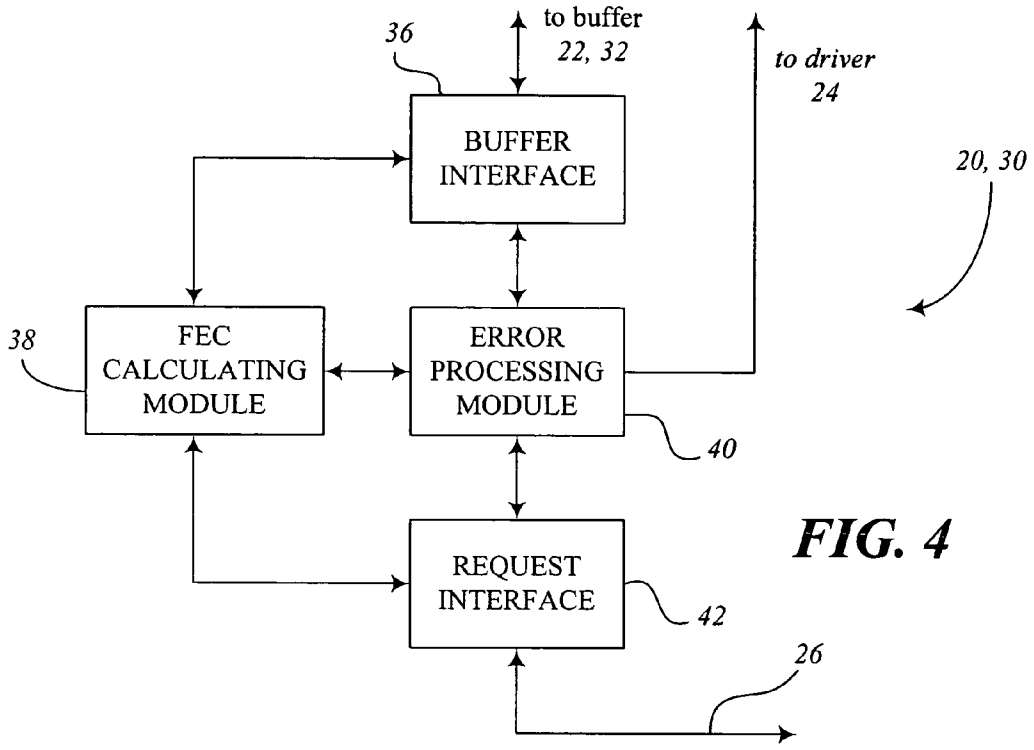 to buffer
22, 32
36
to driver
24
BUFFER
INTERFACE
20, 30
38
FEC
CALCULATING
MODULE
ERROR
PROCESSING
MODULE
40
FIG. 4
REQUEST
INTERFACE
42
26